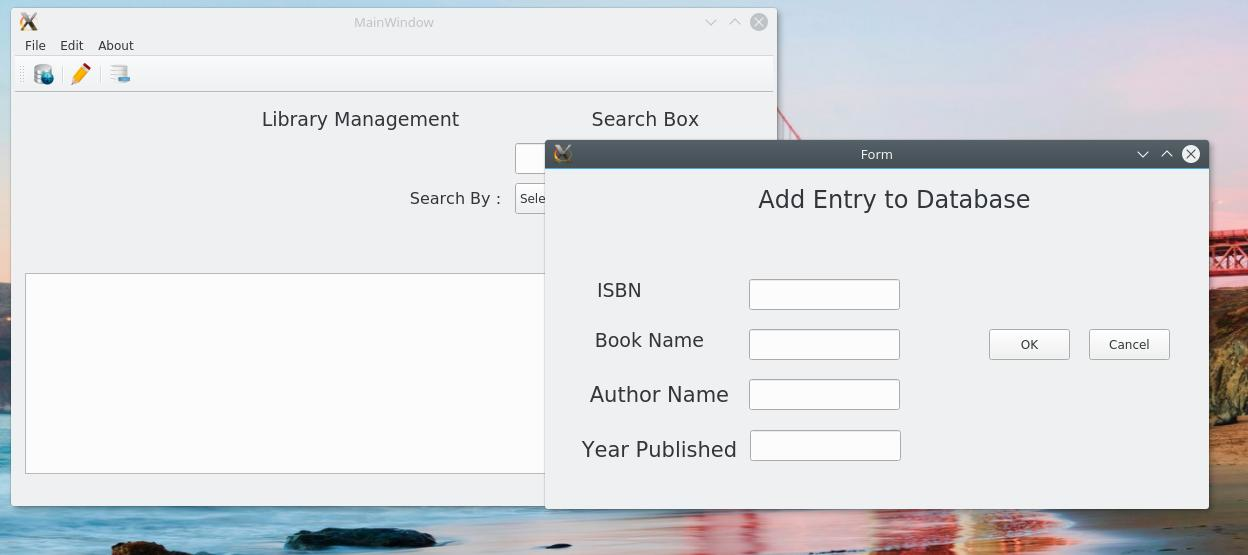 MainWindow
File Edit About
Library Management
Search Box
Search By :
Sele
Form
Add Entry to Database
ISBN
Book Name
OK
Cancel
Author Name
Year Published